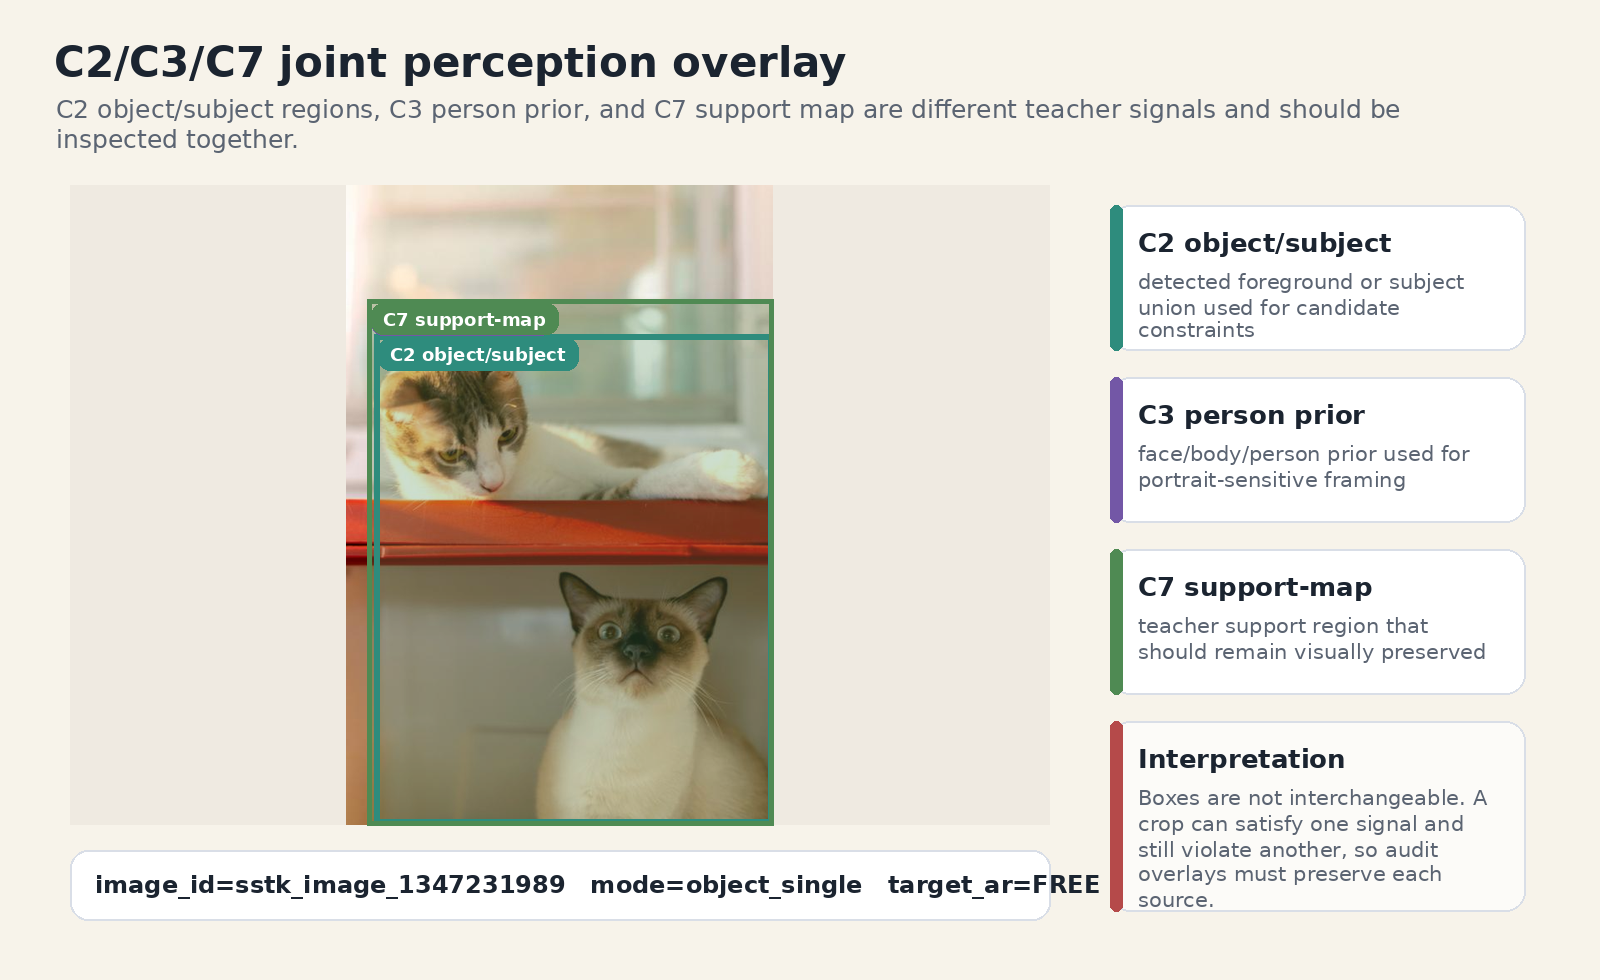 C2/C3/C7 joint perception overlay
C2 object/subject regions, C3 person prior, and C7 support map are different teacher signals and should be
inspected together.
C7 support-map
C2 object/subject
C2 object/subject
detected foreground or subject
union used for candidate
constraints
C3 person prior
face/body/person prior used for
portrait-sensitive framing
C7 support-map
teacher support region that
should remain visually preserved
Interpretation
Boxes are not interchangeable. A
crop can satisfy one signal and
still violate another, so audit
overlays must preserve each
source.
image_id=sstk_image_1347231989 mode=object_single target_ar=FREE